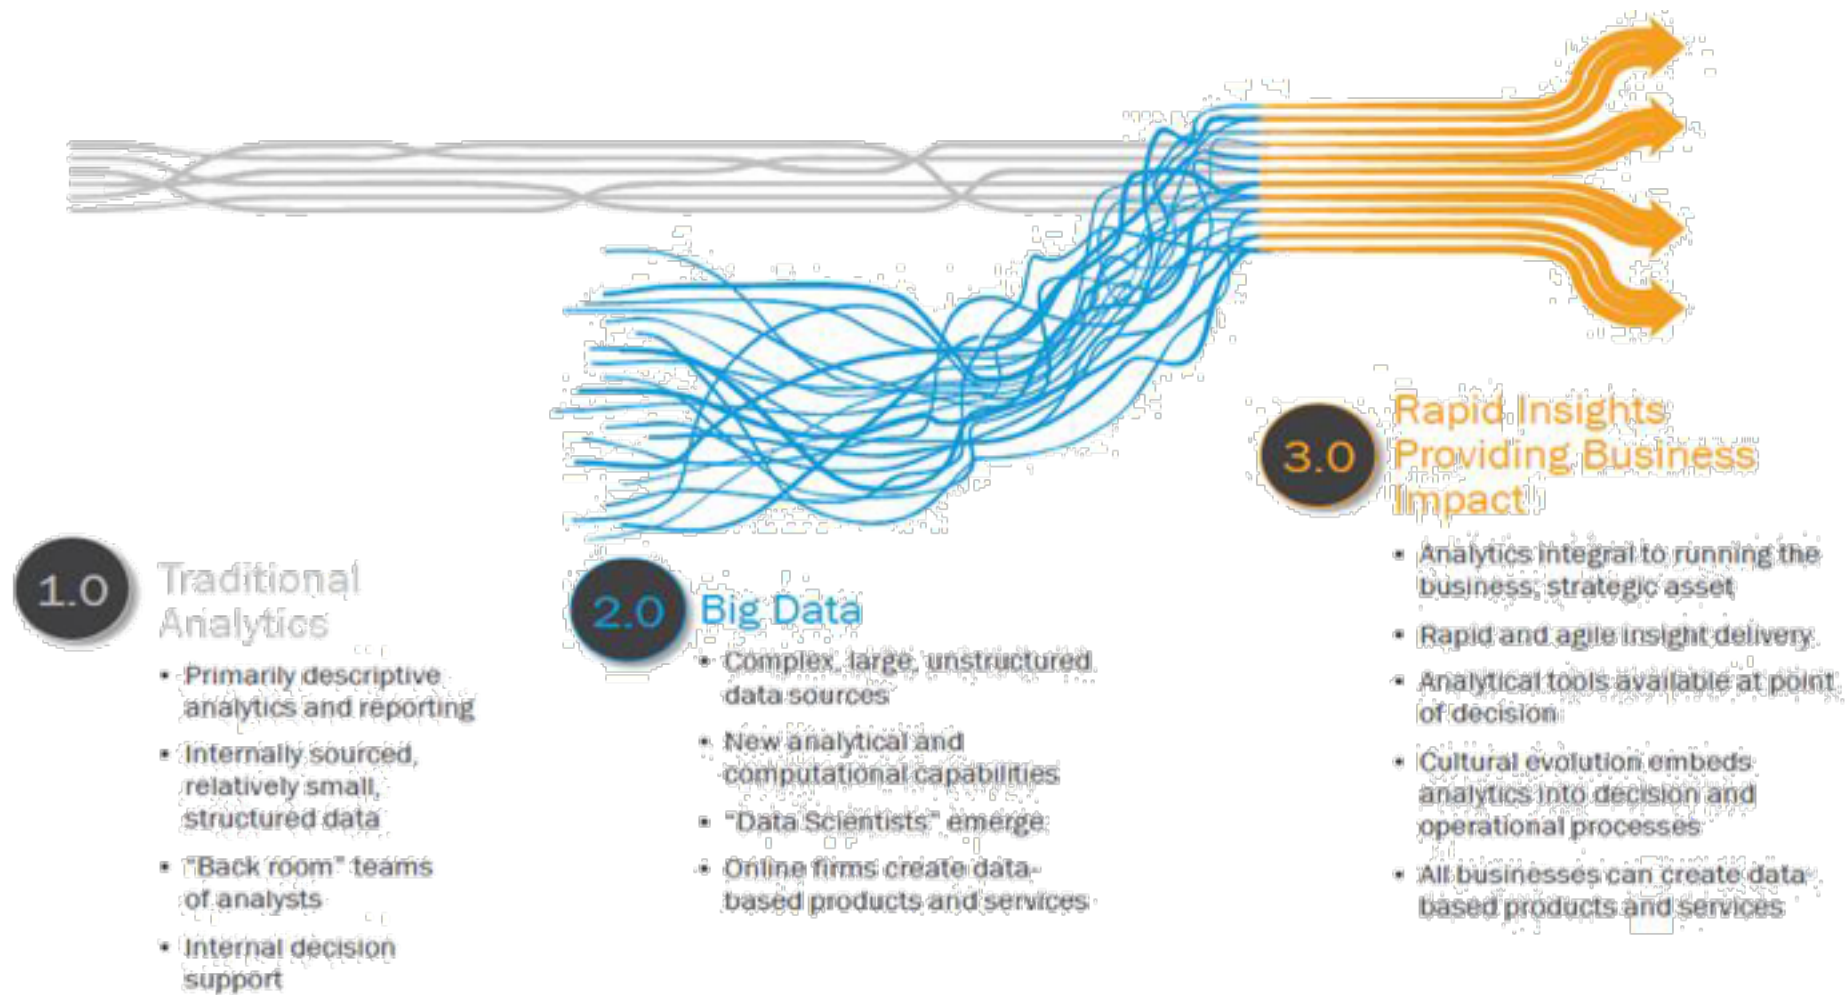 1.0
Traditional
Analytics
• Primarily descriptive
analytics and reporting
• Internally sourced,
relatively small,
structured data
• "Back room" teams
of analysts
• Internal decision
support
2.0
Big Data
• Complex, large, unstructured
data sources
• New analytical and
computational capabilities
• "Data Scientists" emerge
• Online firms create data-
based products and services
3.0
Rapid Insights
Providing Business
Impact
• Analytics integral to running the
business; strategic asset
• Rapid and agile insight delivery
• Analytical tools available at point
of decision
• Cultural evolution embeds
analytics into decision and
operational processes
• All businesses can create data
based products and services